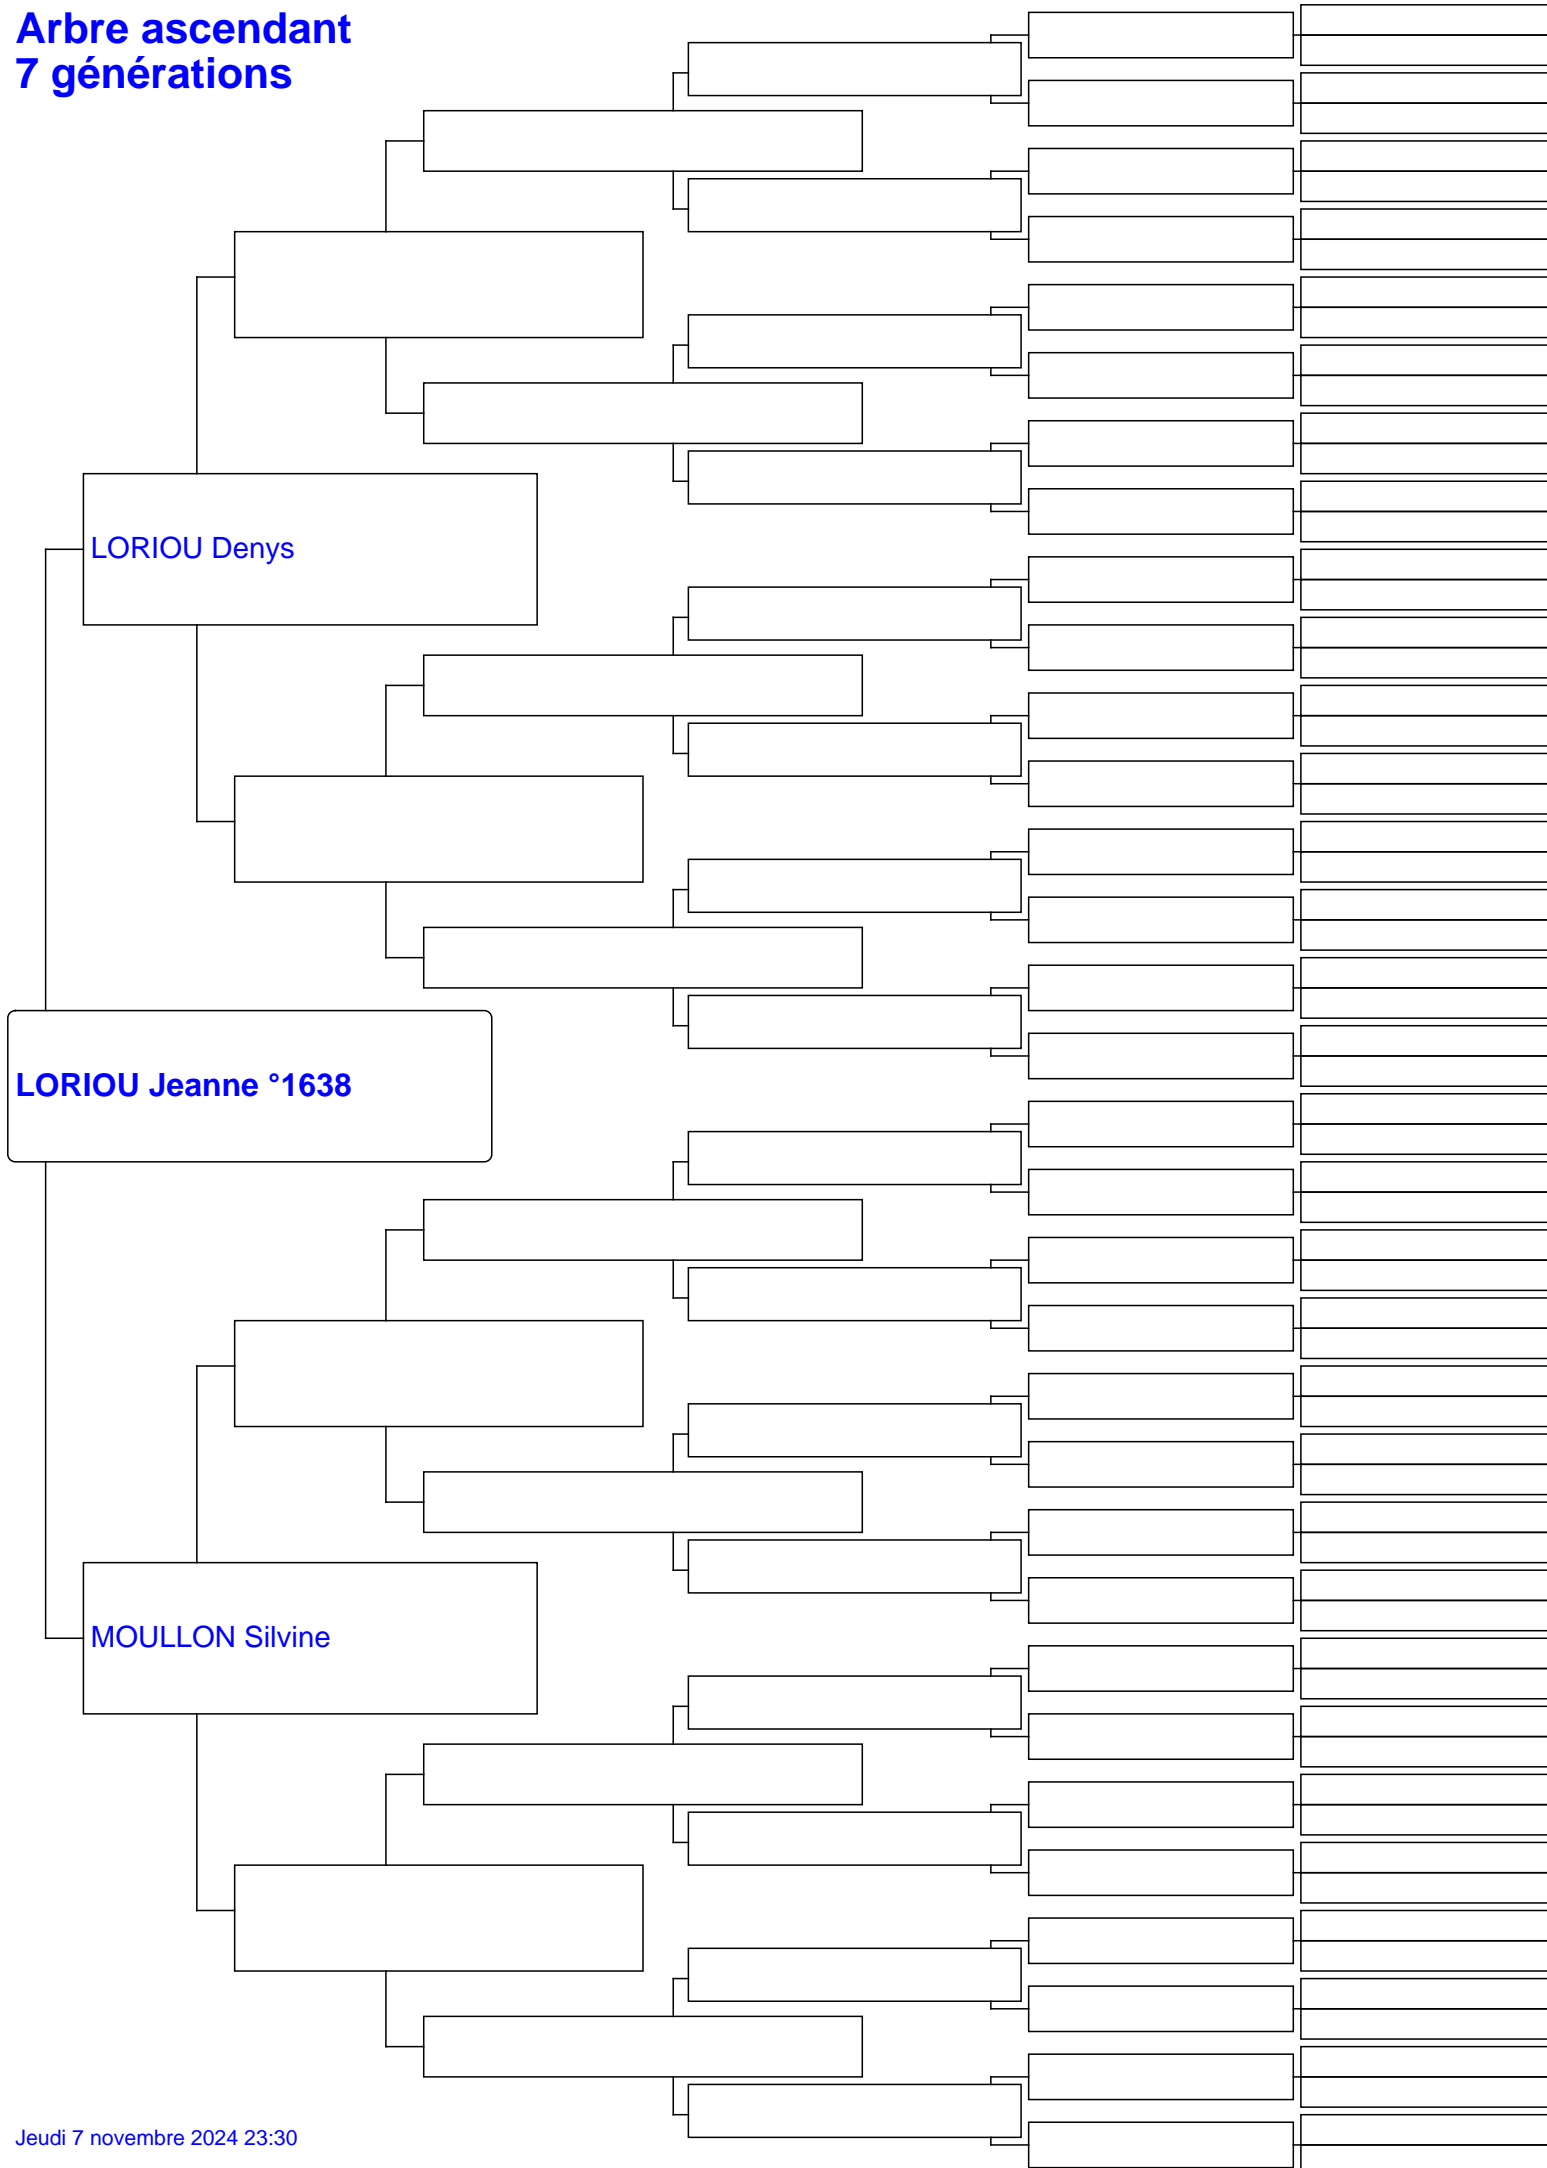 Arbre ascendant
7 générations
LORIOU Denys
LORIOU Jeanne °1638
MOULLON Silvine
Jeudi 7 novembre 2024 23:30